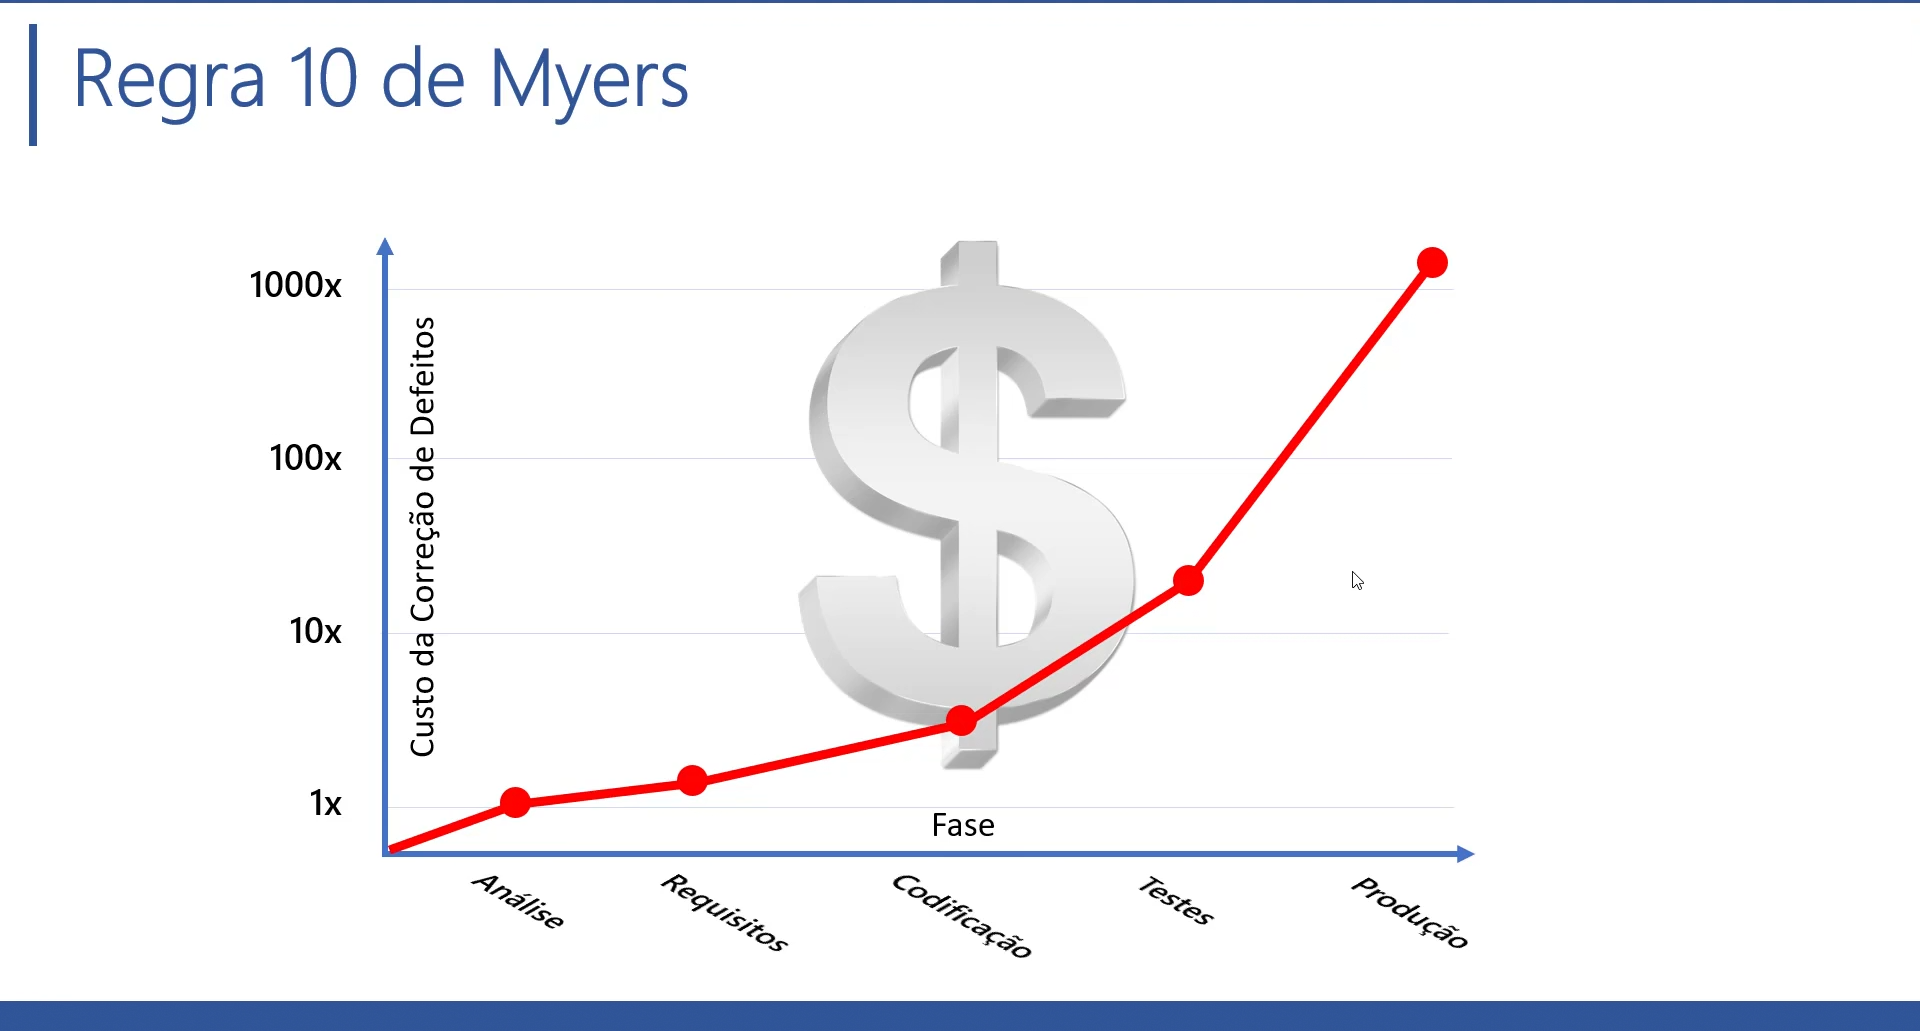 Regra 10 de Myers
1000x
100x
10x
1x
Custo da Correção de Defeitos
Fase
Análise
Requisitos
Codificação
Testes
Produção